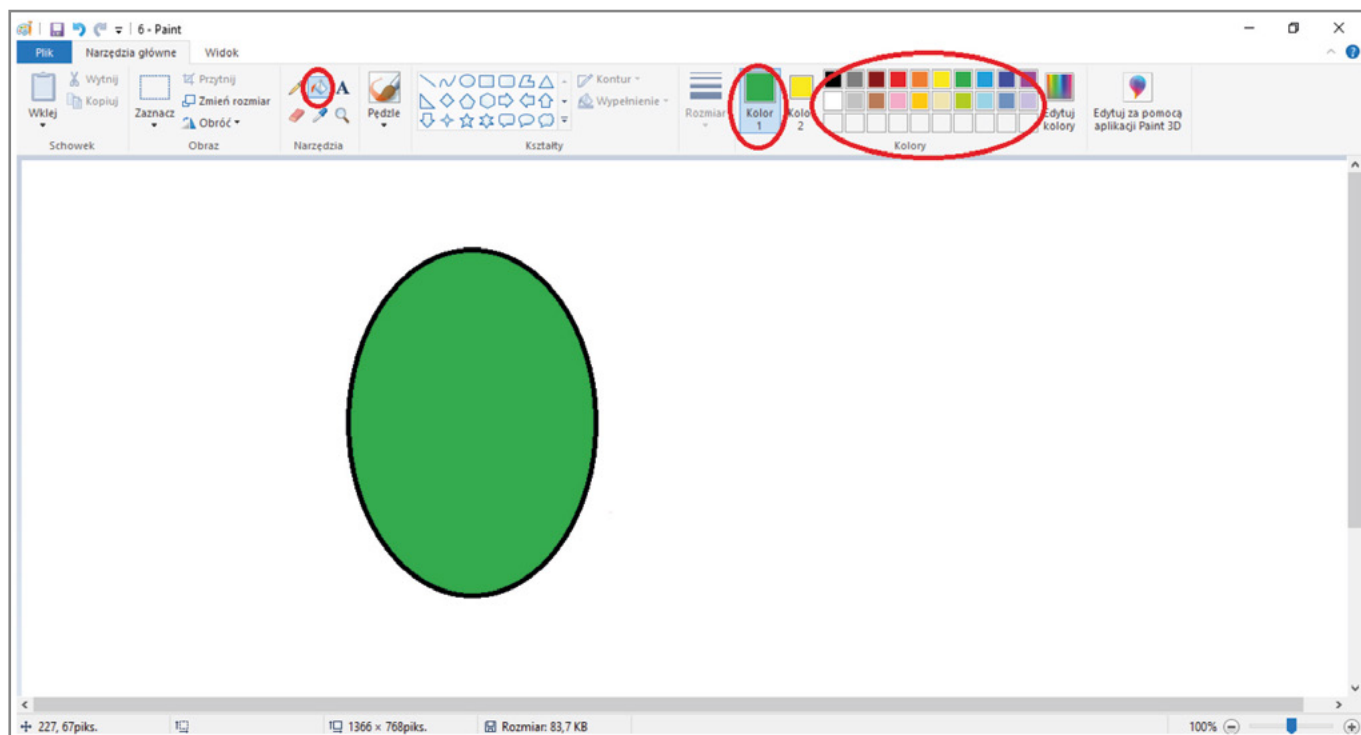 6 - Paint
Plik Narzędzia główne Widok
Wklej
Wytnij
Kopiuj
Schowek
Zaznacz
Przytnij
Zmień rozmiar
Obróć
Obraz
A
Narzędzia
Pędzle
Kontur
Wypełnienie
Kształty
Rozmiar
Kolor
1
Kolo
2
Edytuj
kolory
Kolory
Edytuj za pomocą
aplikacji Paint 3D
227, 67piks. 1366 × 768piks. Rozmiar: 83,7 KB 100%